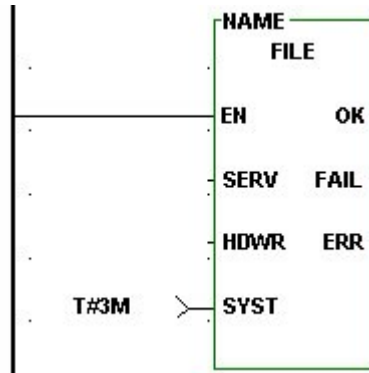 NAME
FILE
EN OK
SERV FAIL
HDWR ERR
T#3M SYST